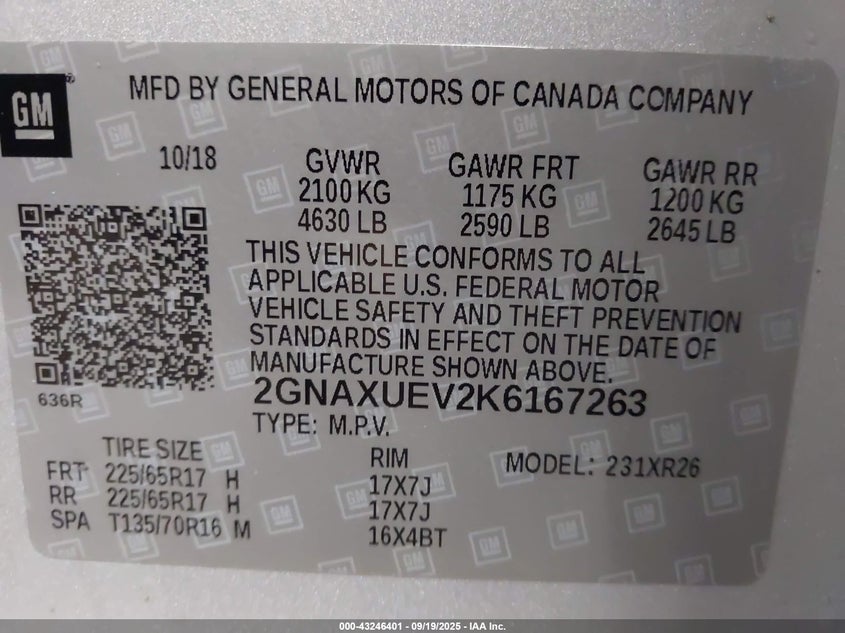 GM
MFD BY GENERAL MOTORS OF CANADA COMPANY
10/18 GVWR GAWR FRT GAWR RR
2100 KG 1175 KG 1200 KG
4630 LB 2590 LB 2645 LB
THIS VEHICLE CONFORMS TO ALL
APPLICABLE U.S. FEDERAL MOTOR
VEHICLE SAFETY AND THEFT PREVENTION
STANDARDS IN EFFECT ON THE DATE OF
MANUFACTURE SHOWN ABOVE.
636R 2GNAXUEV2K6167263
TYPE: M.P.V.
TIRE SIZE RIM MODEL: 231XR26
FRT 225/65R17 H 17X7J
RR 225/65R17 H 17X7J
SPA T135/70R16 M 16X4BT
000-43246401 - 09/19/2025 - IAA Inc.